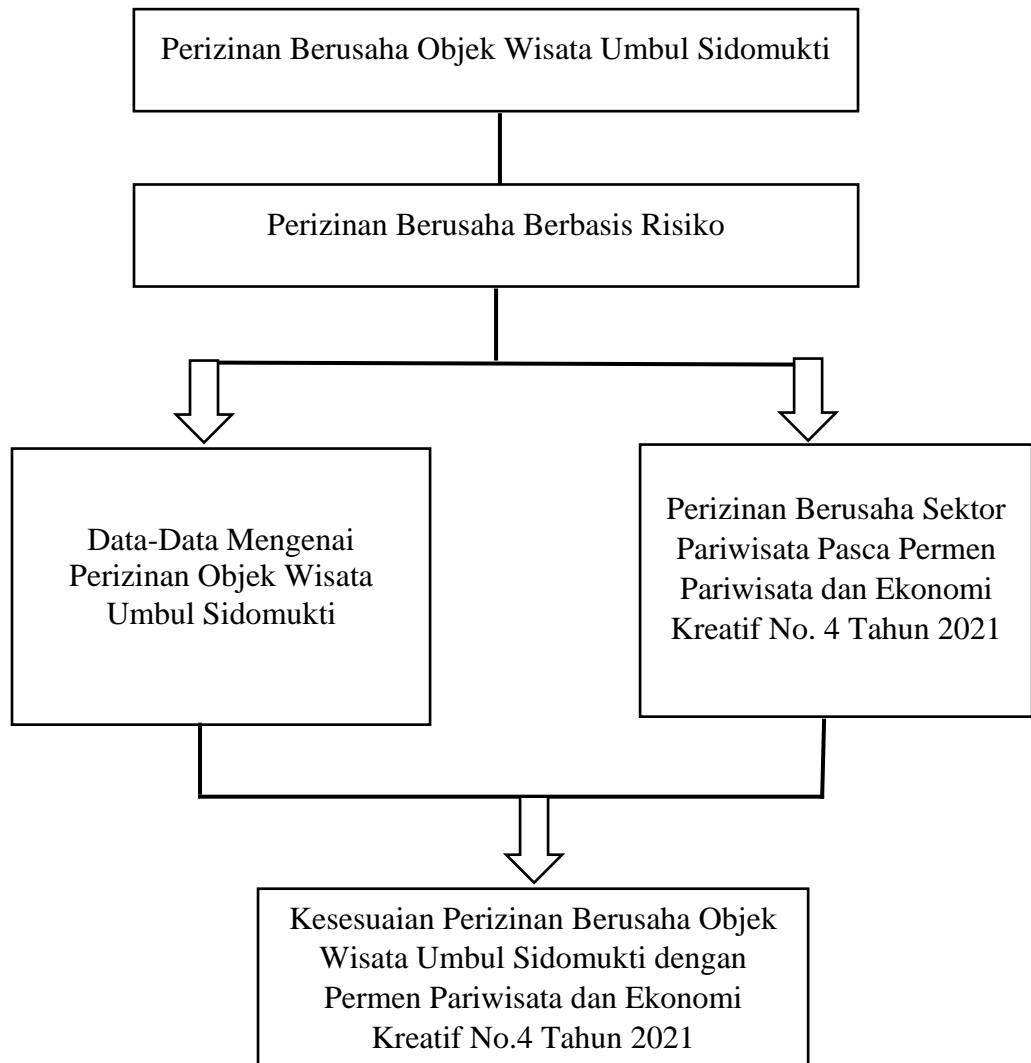 Perizinan Berusaha Objek Wisata Umbul Sidomukti
Perizinan Berusaha Berbasis Risiko
Data-Data Mengenai
Perizinan Objek Wisata
Umbul Sidomukti
Perizinan Berusaha Sektor
Pariwisata Pasca Permen
Pariwisata dan Ekonomi
Kreatif No. 4 Tahun 2021
Kesesuaian Perizinan Berusaha Objek
Wisata Umbul Sidomukti dengan
Permen Pariwisata dan Ekonomi
Kreatif No.4 Tahun 2021